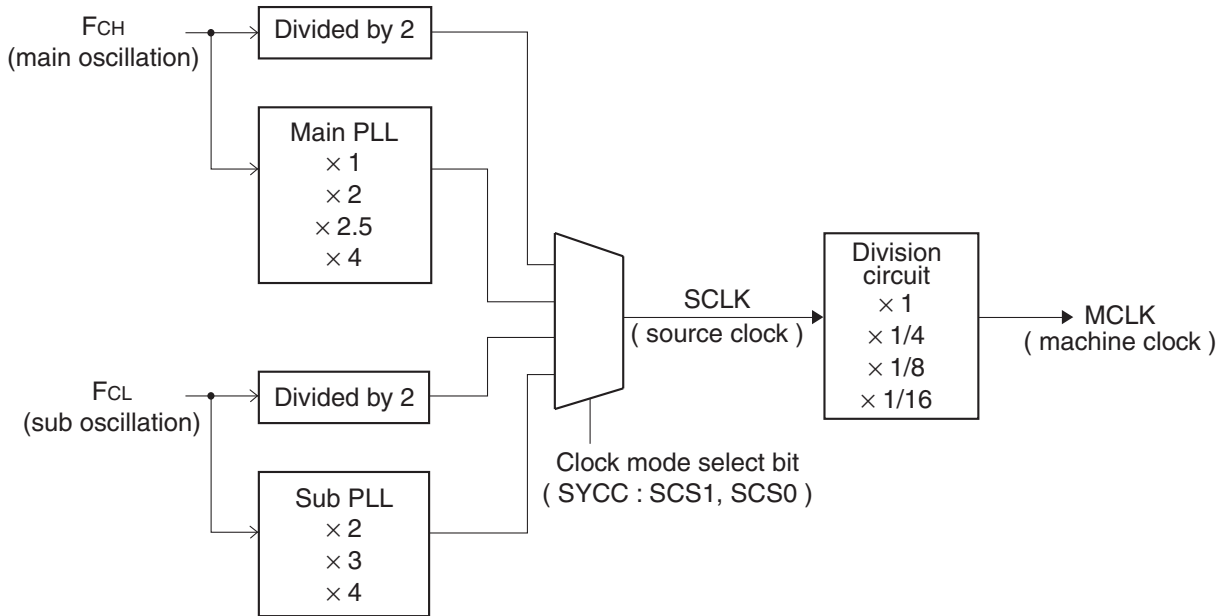 FCH
(main oscillation)
Divided by 2
Main PLL
× 1
× 2
× 2.5
× 4
FCL
(sub oscillation)
Divided by 2
Sub PLL
× 2
× 3
× 4
Clock mode select bit
( SYCC : SCS1, SCS0 )
SCLK
( source clock )
Division
circuit
× 1
× 1/4
× 1/8
× 1/16
MCLK
( machine clock )